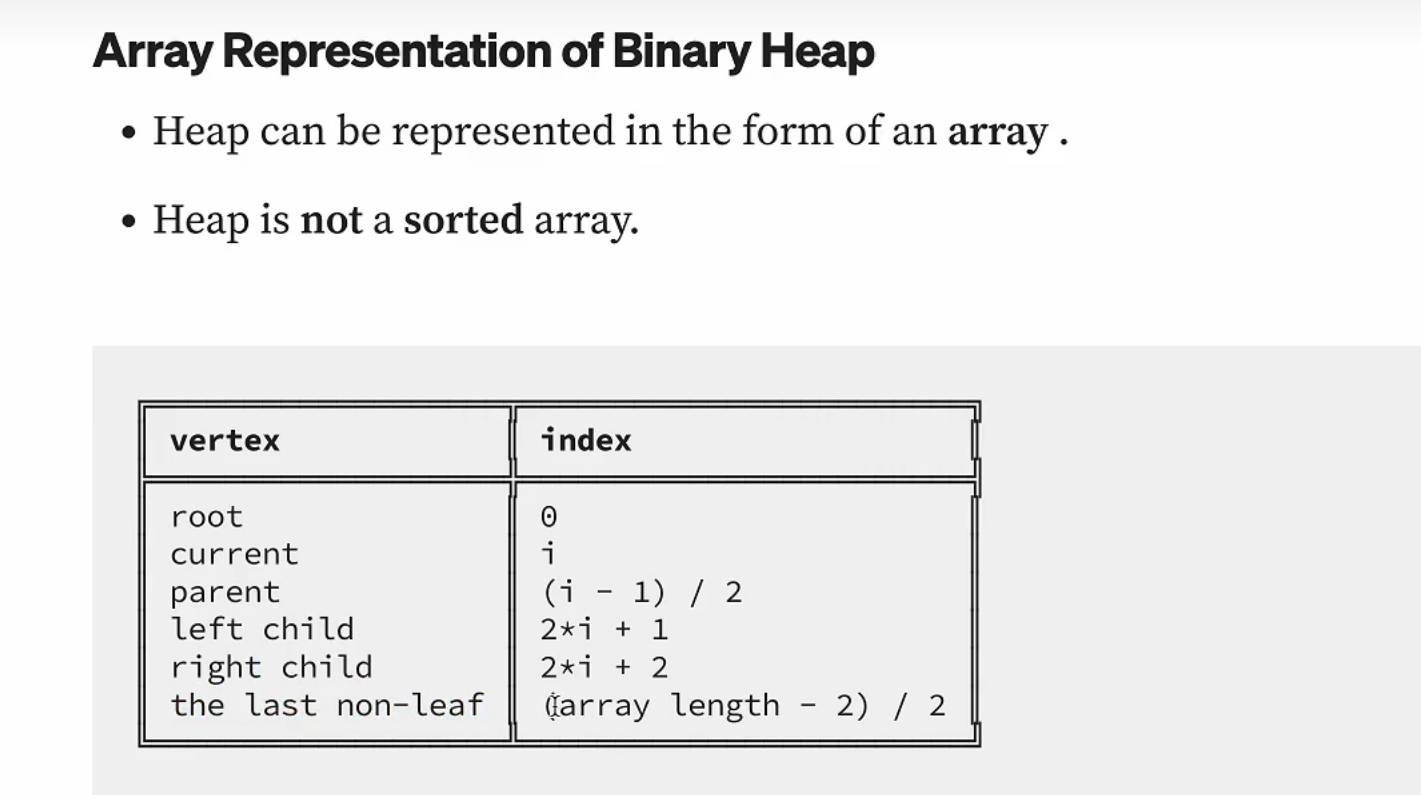 Array Representation of Binary Heap
• Heap can be represented in the form of an array .
• Heap is not a sorted array.
vertex index
root 0
current i
parent (i - 1) / 2
left child 2*i + 1
right child 2*i + 2
the last non-leaf (array length - 2) / 2